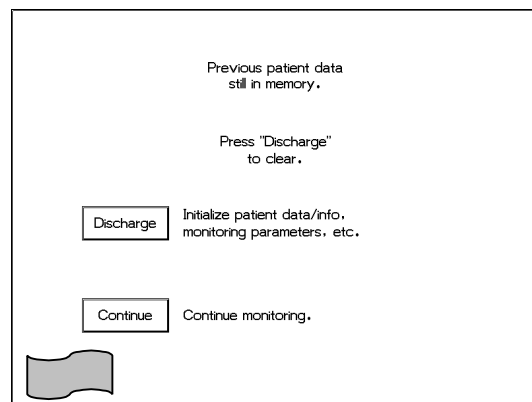 Previous patient data
still in memory.
Press "Discharge"
to clear.
Discharge
Initialize patient data/info,
monitoring parameters, etc.
Continue
Continue monitoring.